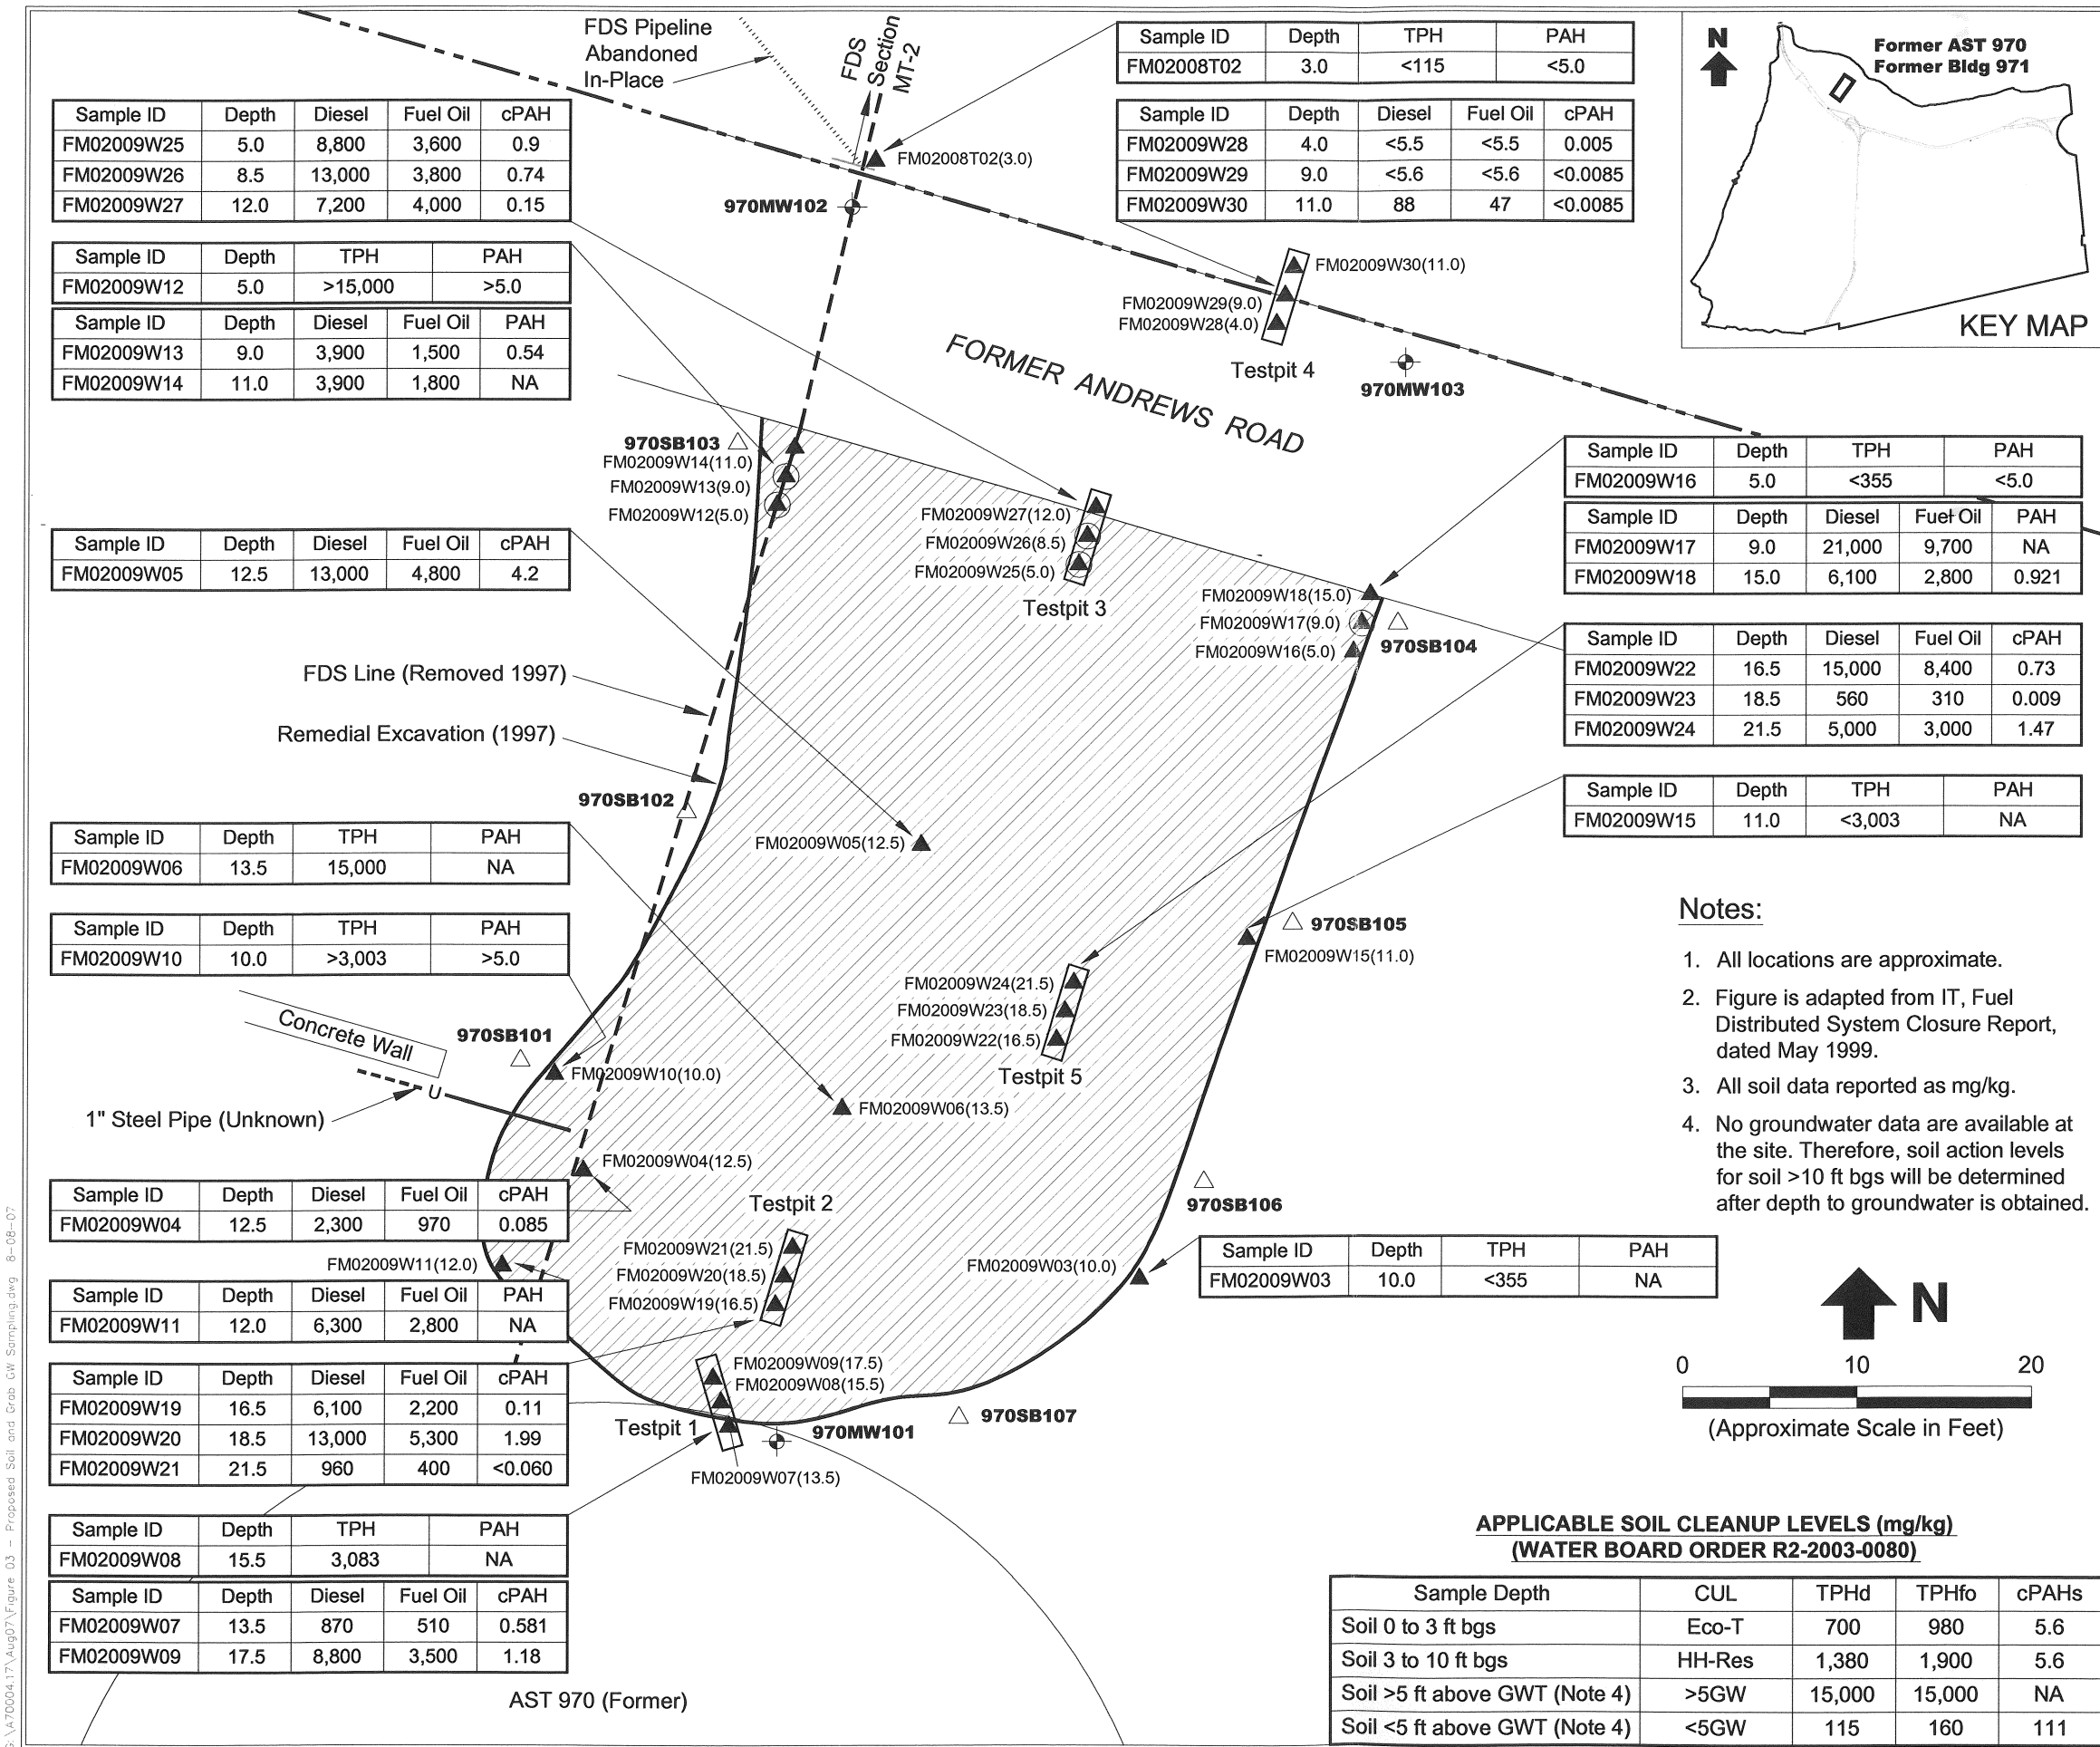 FDS Pipeline
Abandoned
In-Place
FDS
Section
MT-2
Sample ID Depth TPH PAH
FM02008T02 3.0 <115 <5.0
Sample ID Depth Diesel Fuel Oil cPAH
FM02009W28 4.0 <5.5 <5.5 0.005
FM02009W29 9.0 <5.6 <5.6 <0.0085
FM02009W30 11.0 88 47 <0.0085
N
Former AST 970
Former Bldg 971
KEY MAP
Sample ID Depth Diesel Fuel Oil cPAH
FM02009W25 5.0 8,800 3,600 0.9
FM02009W26 8.5 13,000 3,800 0.74
FM02009W27 12.0 7,200 4,000 0.15
FM02008T02(3.0)
970MW102
Sample ID Depth TPH PAH
FM02009W12 5.0 >15,000 >5.0
Sample ID Depth Diesel Fuel Oil PAH
FM02009W13 9.0 3,900 1,500 0.54
FM02009W14 11.0 3,900 1,800 NA
FM02009W30(11.0)
FM02009W29(9.0)
FM02009W28(4.0)
Testpit 4
970MW103
FORMER ANDREWS ROAD
970SB103
FM02009W14(11.0)
FM02009W13(9.0)
FM02009W12(5.0)
FM02009W27(12.0)
FM02009W26(8.5)
FM02009W25(5.0)
Testpit 3
Sample ID Depth TPH PAH
FM02009W16 5.0 <355 <5.0
Sample ID Depth Diesel Fuel Oil PAH
FM02009W17 9.0 21,000 9,700 NA
FM02009W18 15.0 6,100 2,800 0.921
Sample ID Depth Diesel Fuel Oil cPAH
FM02009W05 12.5 13,000 4,800 4.2
FM02009W18(15.0)
FM02009W17(9.0)
FM02009W16(5.0)
970SB104
Sample ID Depth Diesel Fuel Oil cPAH
FM02009W22 16.5 15,000 8,400 0.73
FM02009W23 18.5 560 310 0.009
FM02009W24 21.5 5,000 3,000 1.47
FDS Line (Removed 1997)
Remedial Excavation (1997)
970SB102
Sample ID Depth TPH PAH
FM02009W15 11.0 <3,003 NA
FM02009W05(12.5)
Sample ID Depth TPH PAH
FM02009W06 13.5 15,000 NA
Sample ID Depth TPH PAH
FM02009W10 10.0 >3,003 >5.0
970SB105
FM02009W15(11.0)
FM02009W24(21.5)
FM02009W23(18.5)
FM02009W22(16.5)
Testpit 5
Notes:
1. All locations are approximate.
2. Figure is adapted from IT, Fuel
Distributed System Closure Report,
dated May 1999.
3. All soil data reported as mg/kg.
4. No groundwater data are available at
the site. Therefore, soil action levels
for soil >10 ft bgs will be determined
after depth to groundwater is obtained.
Concrete Wall
970SB101
FM02009W10(10.0)
U
1" Steel Pipe (Unknown)
FM02009W06(13.5)
FM02009W04(12.5)
Sample ID Depth Diesel Fuel Oil cPAH
FM02009W04 12.5 2,300 970 0.085
Testpit 2
FM02009W21(21.5)
FM02009W20(18.5)
FM02009W19(16.5)
970SB106
FM02009W03(10.0)
Sample ID Depth TPH PAH
FM02009W03 10.0 <355 NA
FM02009W11(12.0)
Sample ID Depth Diesel Fuel Oil PAH
FM02009W11 12.0 6,300 2,800 NA
Sample ID Depth Diesel Fuel Oil cPAH
FM02009W19 16.5 6,100 2,200 0.11
FM02009W20 18.5 13,000 5,300 1.99
FM02009W21 21.5 960 400 <0.060
FM02009W09(17.5)
FM02009W08(15.5)
Testpit 1
970MW101
970SB107
FM02009W07(13.5)
N
0 10 20
(Approximate Scale in Feet)
Sample ID Depth TPH PAH
FM02009W08 15.5 3,083 NA
Sample ID Depth Diesel Fuel Oil cPAH
FM02009W07 13.5 870 510 0.581
FM02009W09 17.5 8,800 3,500 1.18
AST 970 (Former)
APPLICABLE SOIL CLEANUP LEVELS (mg/kg)
(WATER BOARD ORDER R2-2003-0080)
Sample Depth CUL TPHd TPHfo cPAHs
Soil 0 to 3 ft bgs Eco-T 700 980 5.6
Soil 3 to 10 ft bgs HH-Res 1,380 1,900 5.6
Soil >5 ft above GWT (Note 4) >5GW 15,000 15,000 NA
Soil <5 ft above GWT (Note 4) <5GW 115 160 111
G:\A70004.17\Aug07\Figure 03 - Proposed Soil and Grab GW Sampling.dwg 8-08-07